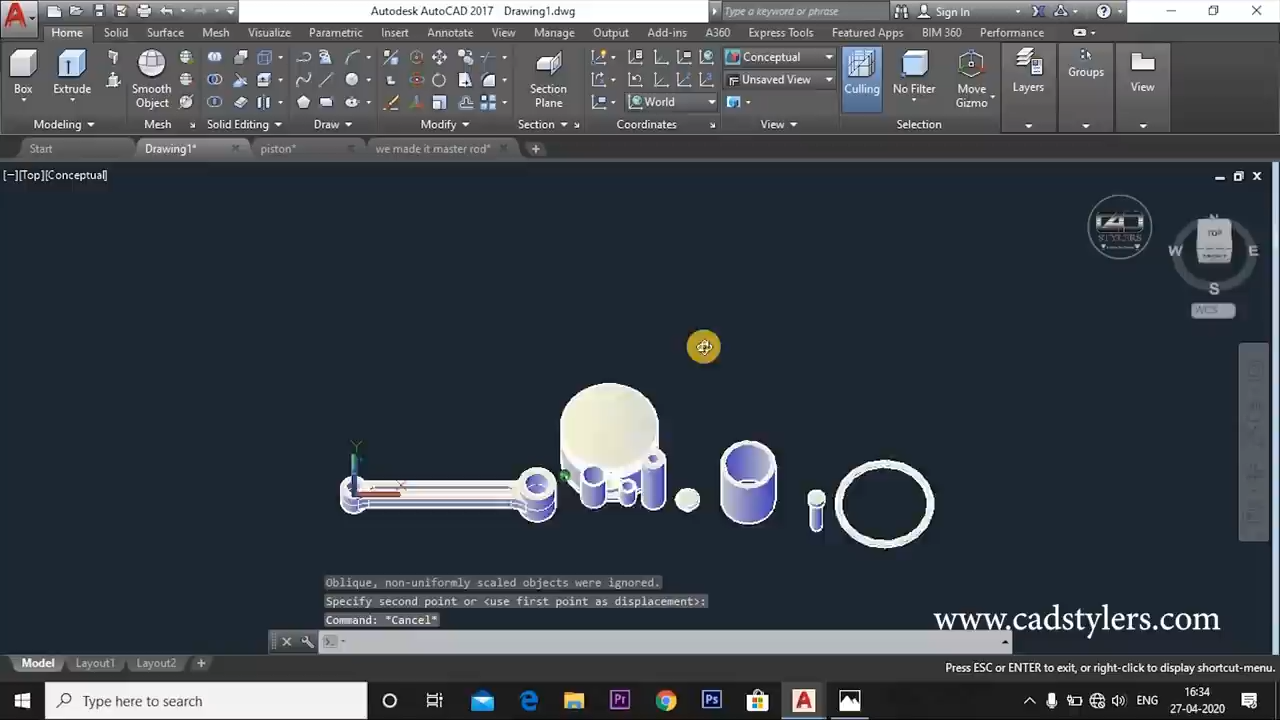 Autodesk AutoCAD 2017 Drawing1.dwg
Type a keyword or phrase
Sign In
Home Solid Surface Mesh Visualize Parametric Insert Annotate View Manage Output Add-ins A360 Express Tools Featured Apps BIM 360 Performance
Box
Extrude
Smooth Object
Section Plane
Conceptual
Unsaved View
World
Culling
No Filter
Move Gizmo
Layers
Groups
View
Modeling Mesh Solid Editing Draw Modify Section Coordinates View Selection
Start Drawing1* piston* we made it master rod*
[−][Top][Conceptual]
STYLERS
N
W TOP E
FRONT
S
WCS
Y
X
Oblique, non-uniformly scaled objects were ignored.
Specify second point or <use first point as displacement>:
Command: "Cancel"
www.cadstylers.com
Model Layout1 Layout2
Press ESC or ENTER to exit, or right-click to display shortcut-menu.
Type here to search
ENG
16:34
27-04-2020